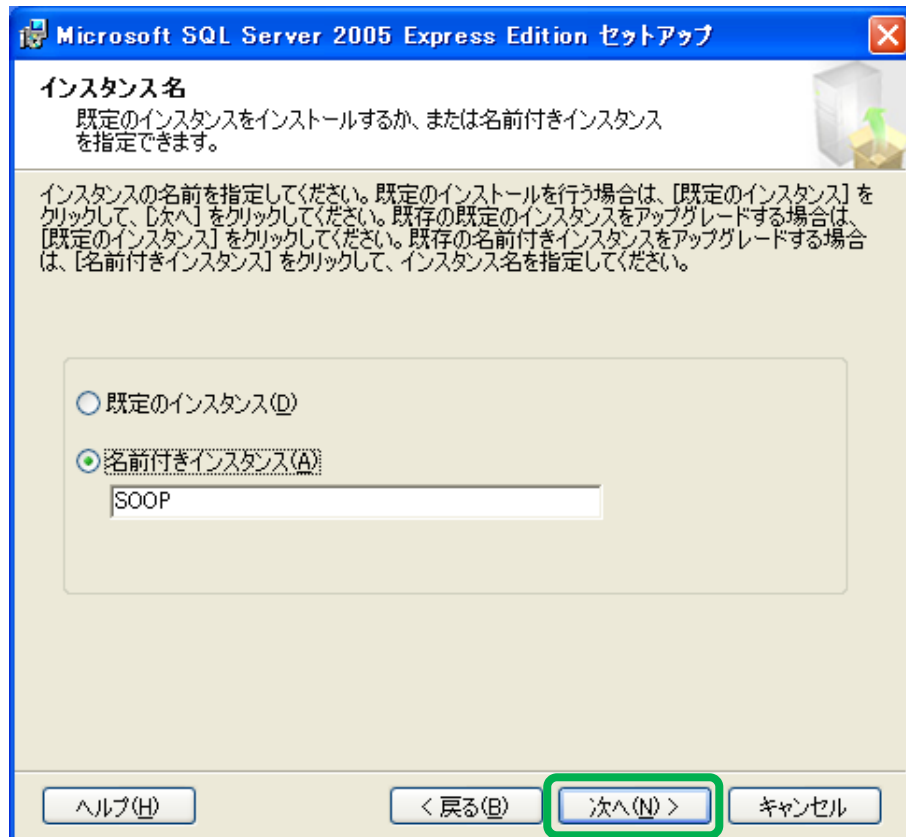 Microsoft SQL Server 2005 Express Edition セットアップ
インスタンス名
既定のインスタンスをインストールするか、または名前付きインスタンス
を指定できます。
インスタンスの名前を指定してください。既定のインストールを行う場合は、[既定のインスタンス] を
クリックして、[次へ] をクリックしてください。既存の既定のインスタンスをアップグレードする場合は、
[既定のインスタンス] をクリックしてください。既存の名前付きインスタンスをアップグレードする場合
は、[名前付きインスタンス] をクリックして、インスタンス名を指定してください。
既定のインスタンス(D)
名前付きインスタンス(A)
SOOP
ヘルプ(H) < 戻る(B) 次へ(N) > キャンセル